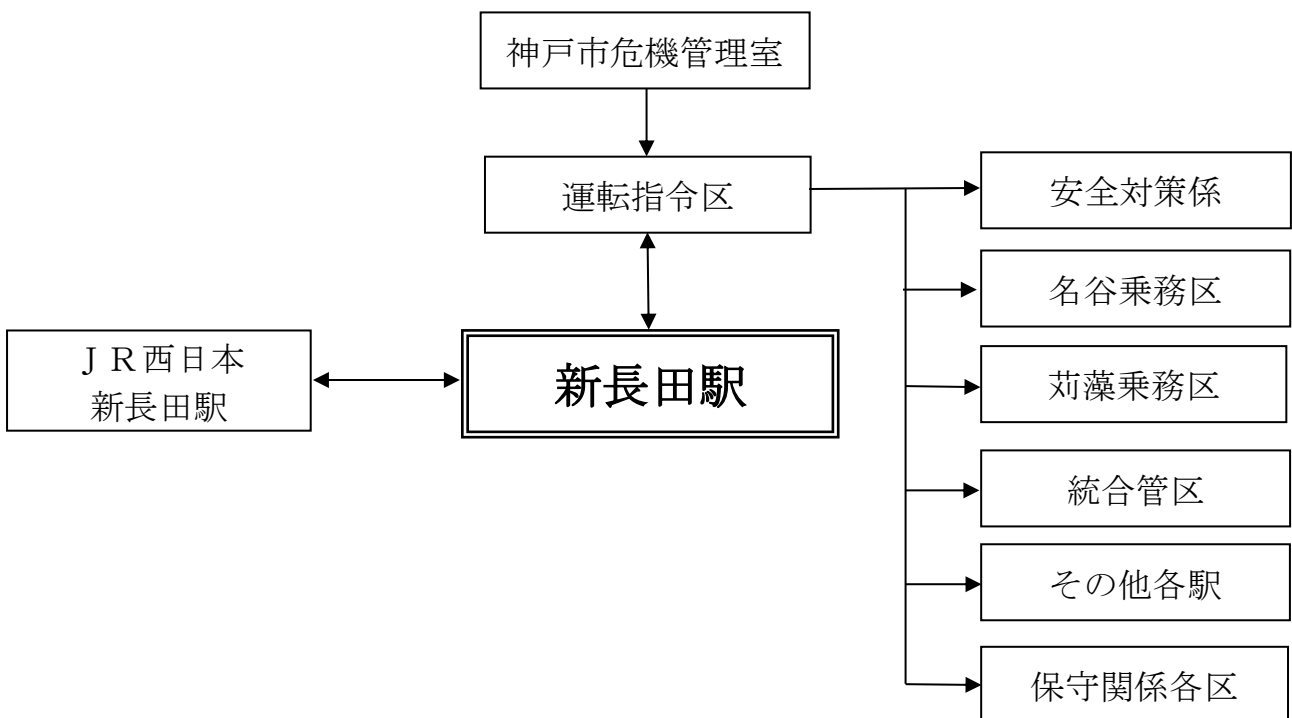 神戸市危機管理室
運転指令区
安全対策係
名谷乗務区
ＪＲ西日本
新長田駅
新長田駅
苅藻乗務区
統合管区
その他各駅
保守関係各区